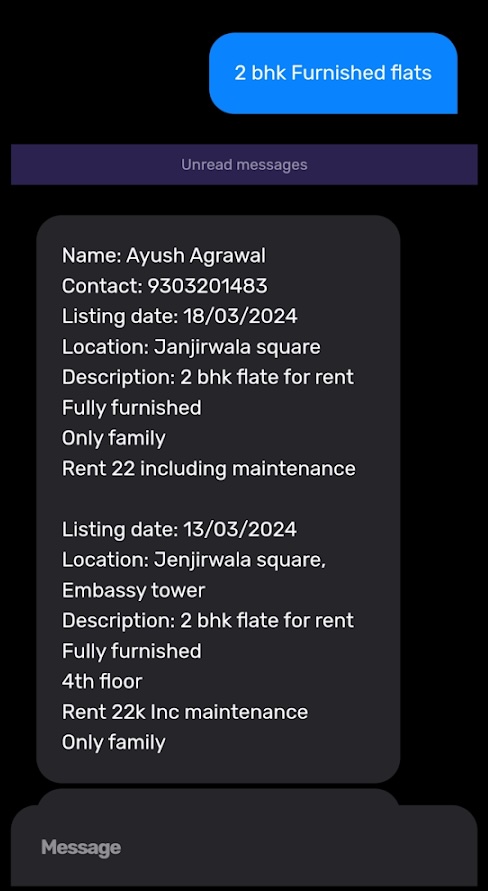 2 bhk Furnished flats
Unread messages
Name: Ayush Agrawal
Contact: 9303201483
Listing date: 18/03/2024
Location: Janjirwala square
Description: 2 bhk flate for rent
Fully furnished
Only family
Rent 22 including maintenance
Listing date: 13/03/2024
Location: Jenjirwala square,
Embassy tower
Description: 2 bhk flate for rent
Fully furnished
4th floor
Rent 22k Inc maintenance
Only family
Message